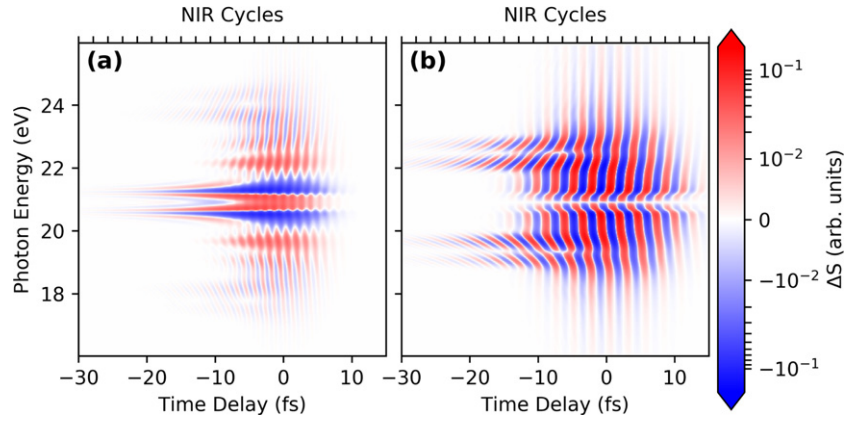 NIR Cycles NIR Cycles
(a) (b)
24
22
20
18
Photon Energy (eV)
−30 −20 −10 0 10
−30 −20 −10 0 10
Time Delay (fs) Time Delay (fs)
10⁻¹
10⁻²
0
−10⁻²
−10⁻¹
ΔS (arb. units)